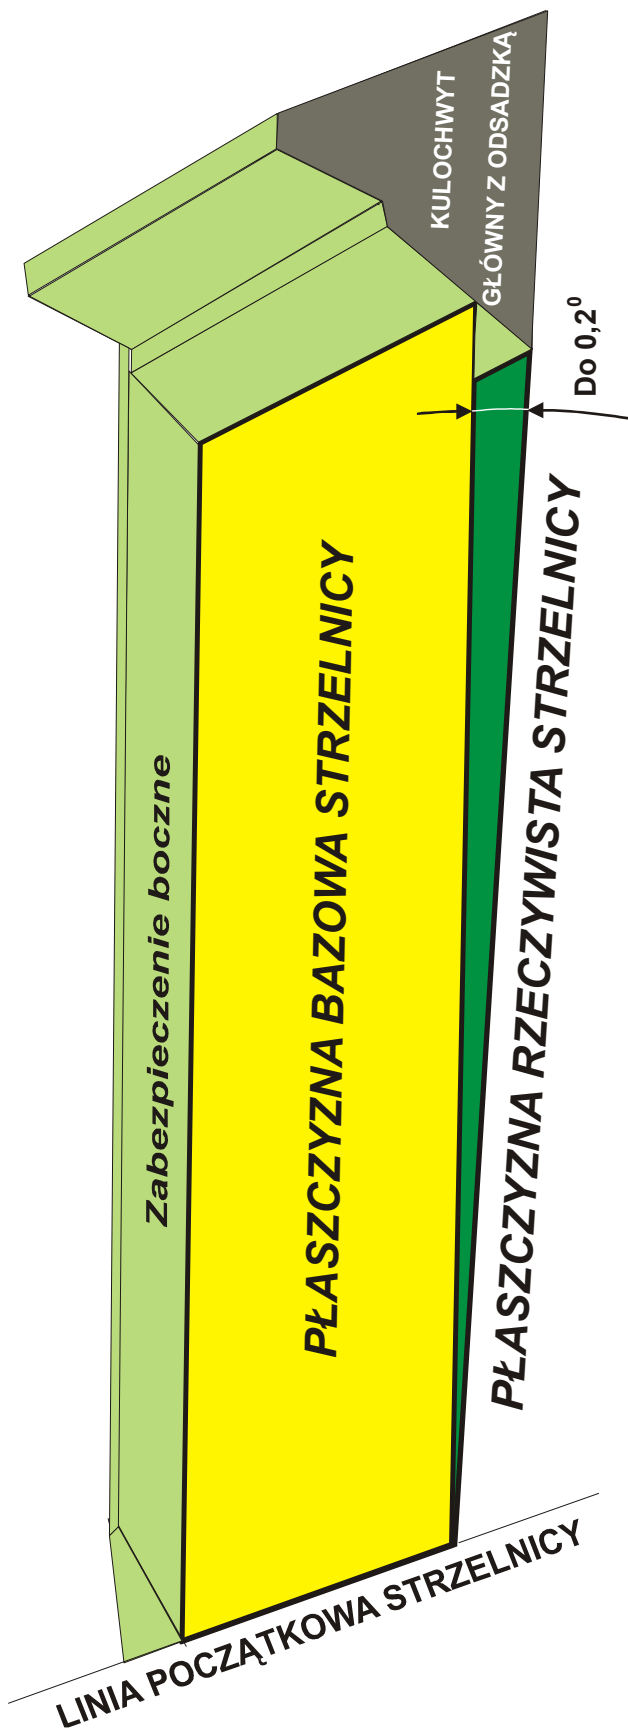 KULOCHWYT
GŁÓWNY Z ODSADZKĄ
Do 0,2⁰
Zabezpieczenie boczne
PŁASZCZYZNA BAZOWA STRZELNICY
PŁASZCZYZNA RZECZYWISTA STRZELNICY
LINIA POCZĄTKOWA STRZELNICY